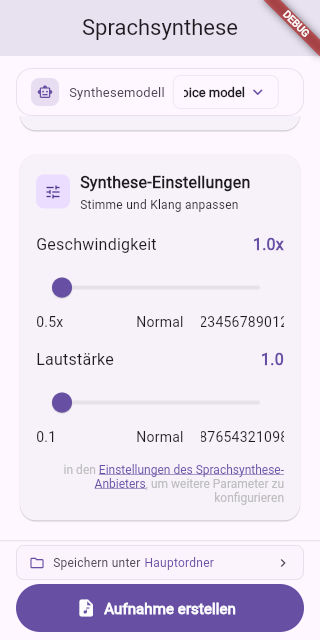 Sprachsynthese
DEBUG
Synthesemodell
oice model
Synthese-Einstellungen
Stimme und Klang anpassen
Geschwindigkeit 1.0x
0.5x Normal 23456789012
Lautstärke 1.0
0.1 Normal 87654321098
in den Einstellungen des Sprachsynthese-
Anbieters, um weitere Parameter zu
konfigurieren
Speichern unter Hauptordner
Aufnahme erstellen